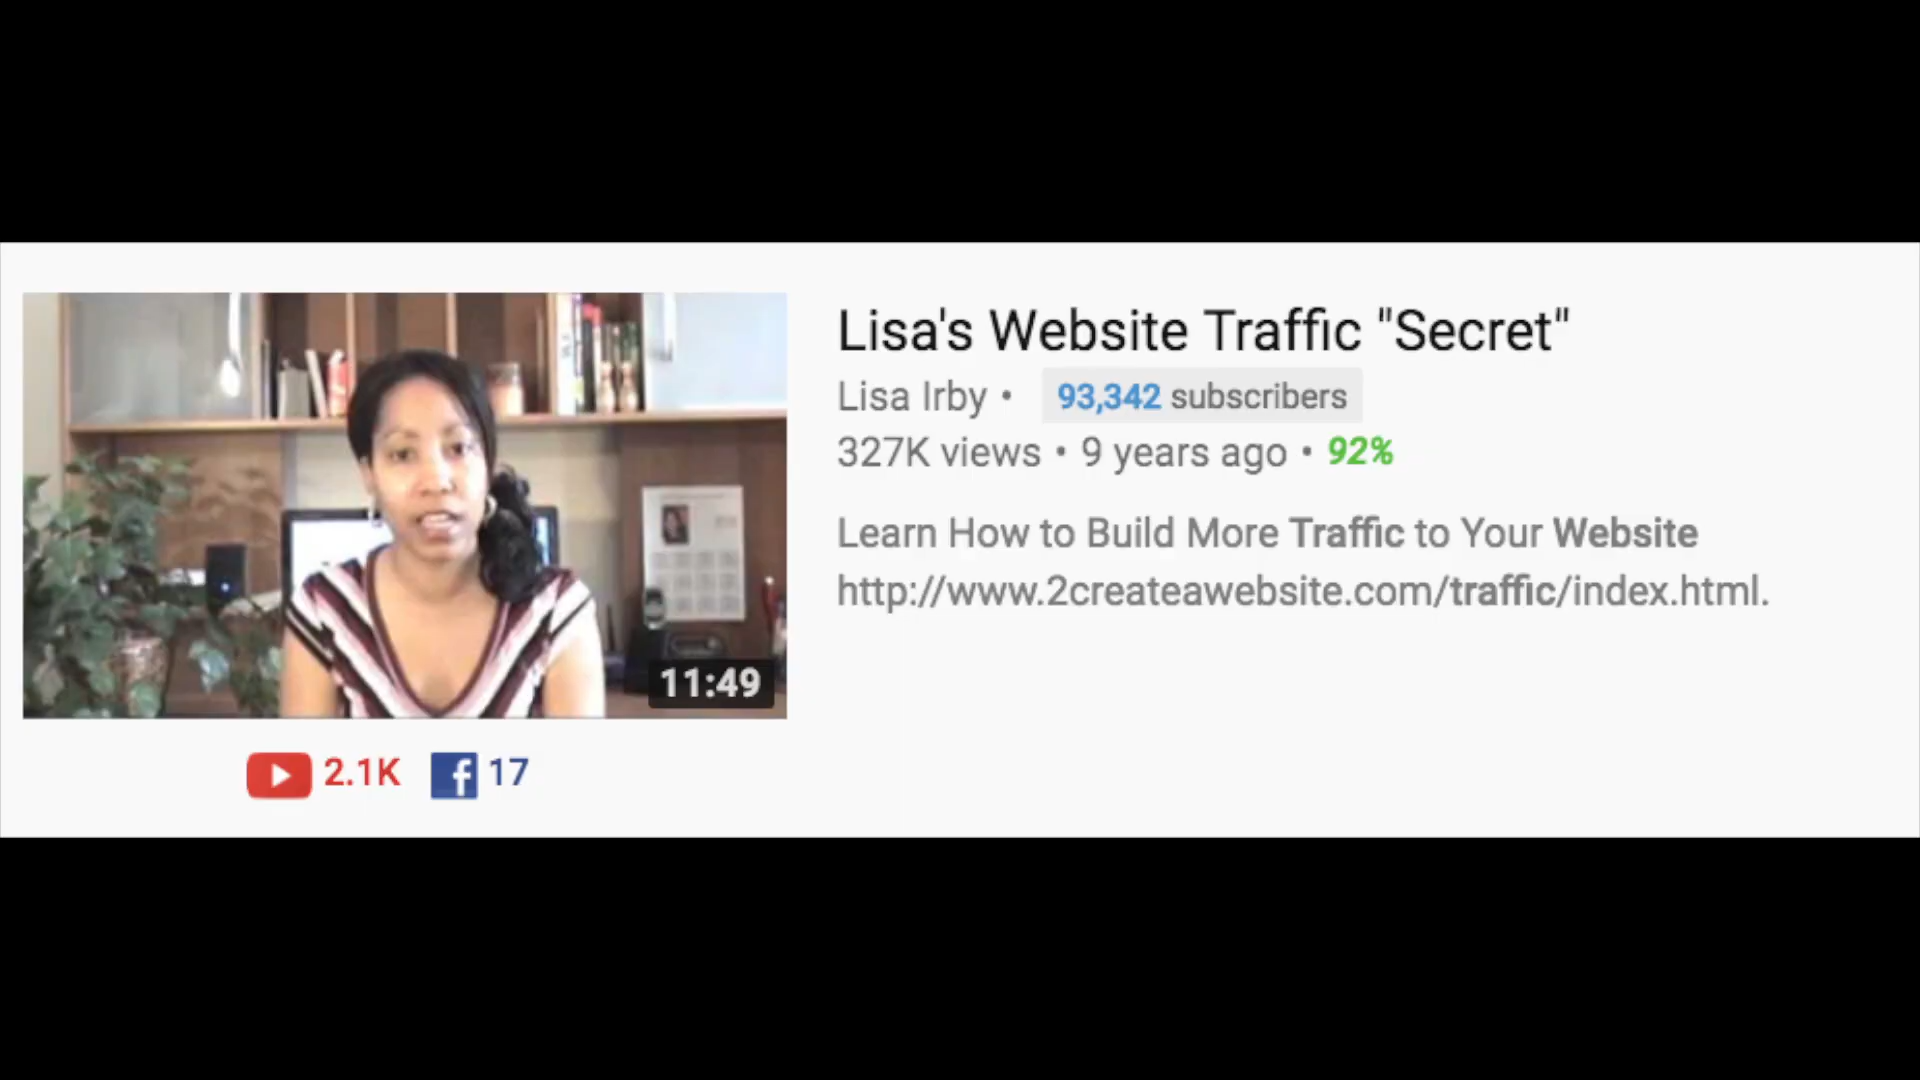 Lisa's Website Traffic "Secret"
Lisa Irby • 93,342 subscribers
327K views • 9 years ago • 92%
Learn How to Build More Traffic to Your Website
http://www.2createawebsite.com/traffic/index.html.
11:49
2.1K f 17